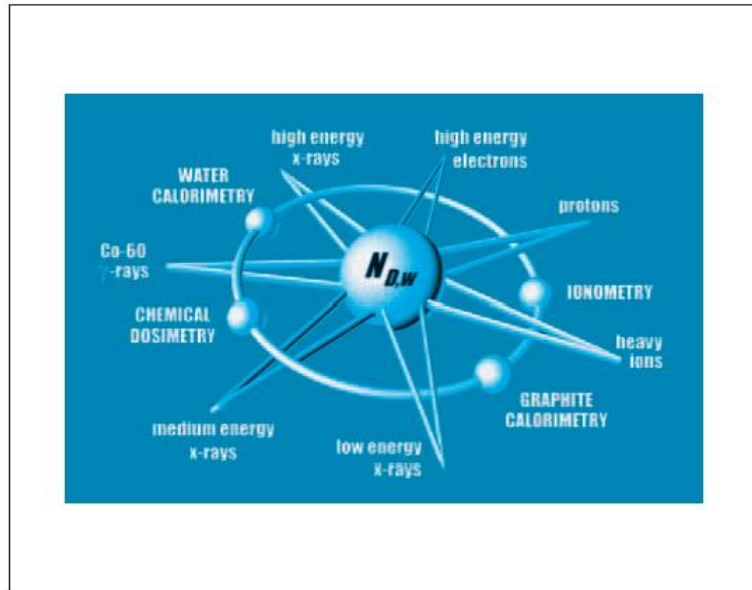 high energy
x-rays
high energy
electrons
WATER
CALORIMETRY
protons
Co-60
γ-rays
N D,W
IONOMETRY
CHEMICAL
DOSIMETRY
heavy
ions
GRAPHITE
CALORIMETRY
medium energy
x-rays
low energy
x-rays